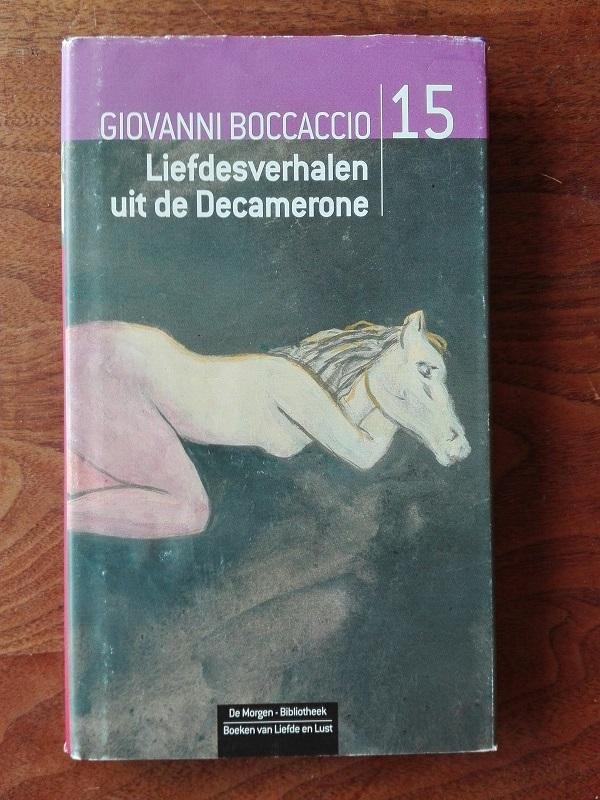 GIOVANNI BOCCACCIO
15
Liefdesverhalen
uit de Decamerone
De Morgen - Bibliotheek
Boeken van Liefde en Lust